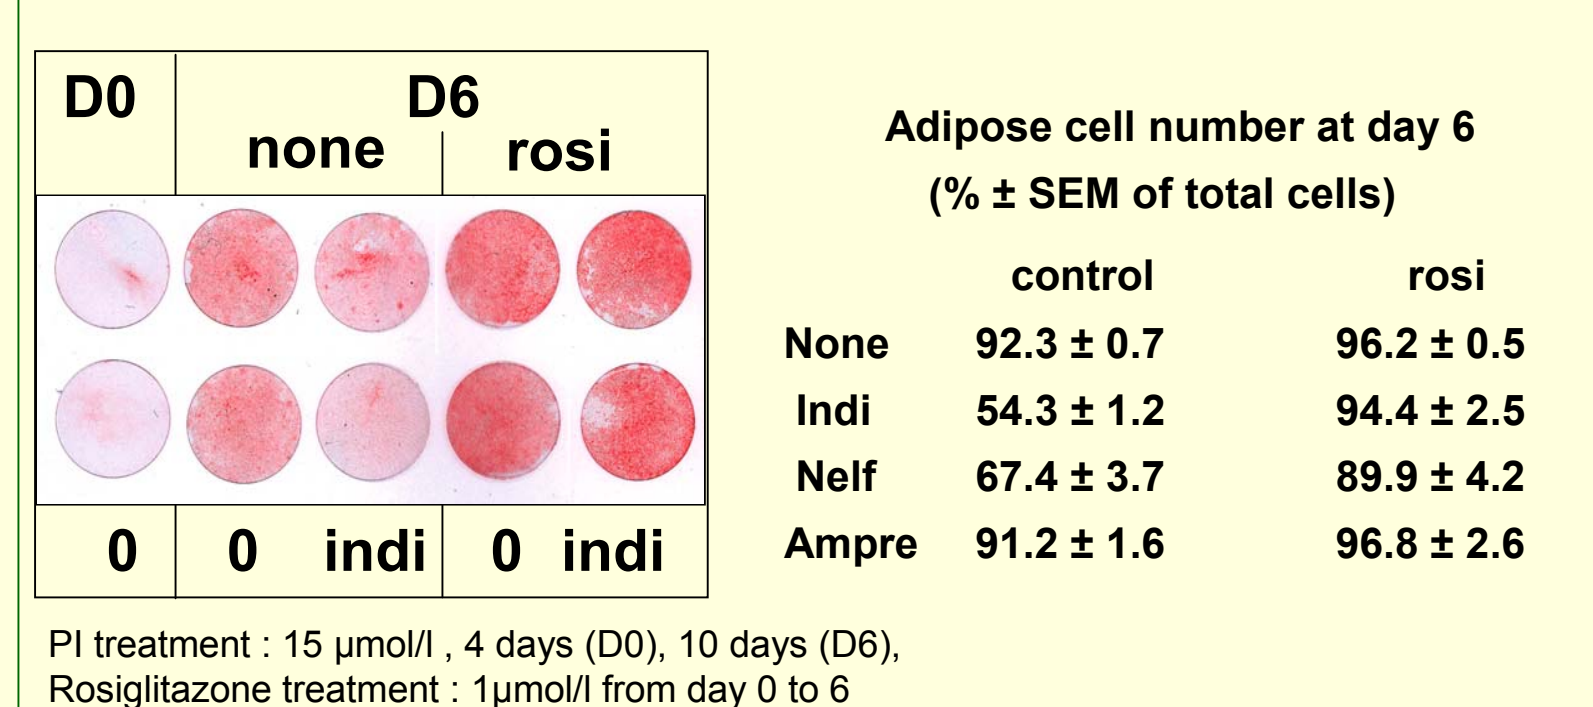 D0
D6
none rosi
0 0 indi 0 indi
Adipose cell number at day 6
(% ± SEM of total cells)
control rosi
None 92.3 ± 0.7 96.2 ± 0.5
Indi 54.3 ± 1.2 94.4 ± 2.5
Nelf 67.4 ± 3.7 89.9 ± 4.2
Ampre 91.2 ± 1.6 96.8 ± 2.6
PI treatment : 15 µmol/l , 4 days (D0), 10 days (D6),
Rosiglitazone treatment : 1µmol/l from day 0 to 6